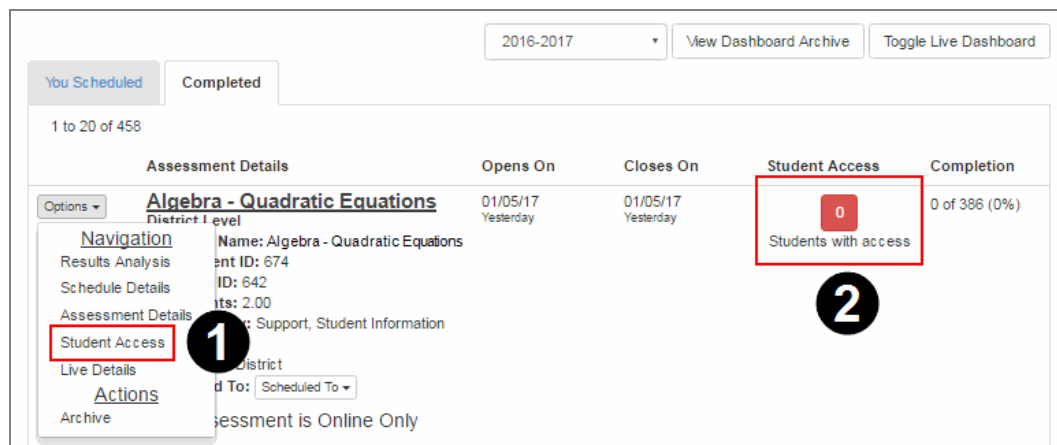 2016-2017 View Dashboard Archive Toggle Live Dashboard
You Scheduled Completed
1 to 20 of 458
Assessment Details Opens On Closes On Student Access Completion
Options Algebra - Quadratic Equations 01/05/17 01/05/17 0 0 of 386 (0%)
District Level Yesterday Yesterday
Navigation Name: Algebra - Quadratic Equations Students with access
Results Analysis ent ID: 674
Schedule Details ID: 642
Assessment Details nts: 2.00
Support, Student Information
Student Access 1 2
Live Details District
Actions d To: Scheduled To
Archive sessment is Online Only